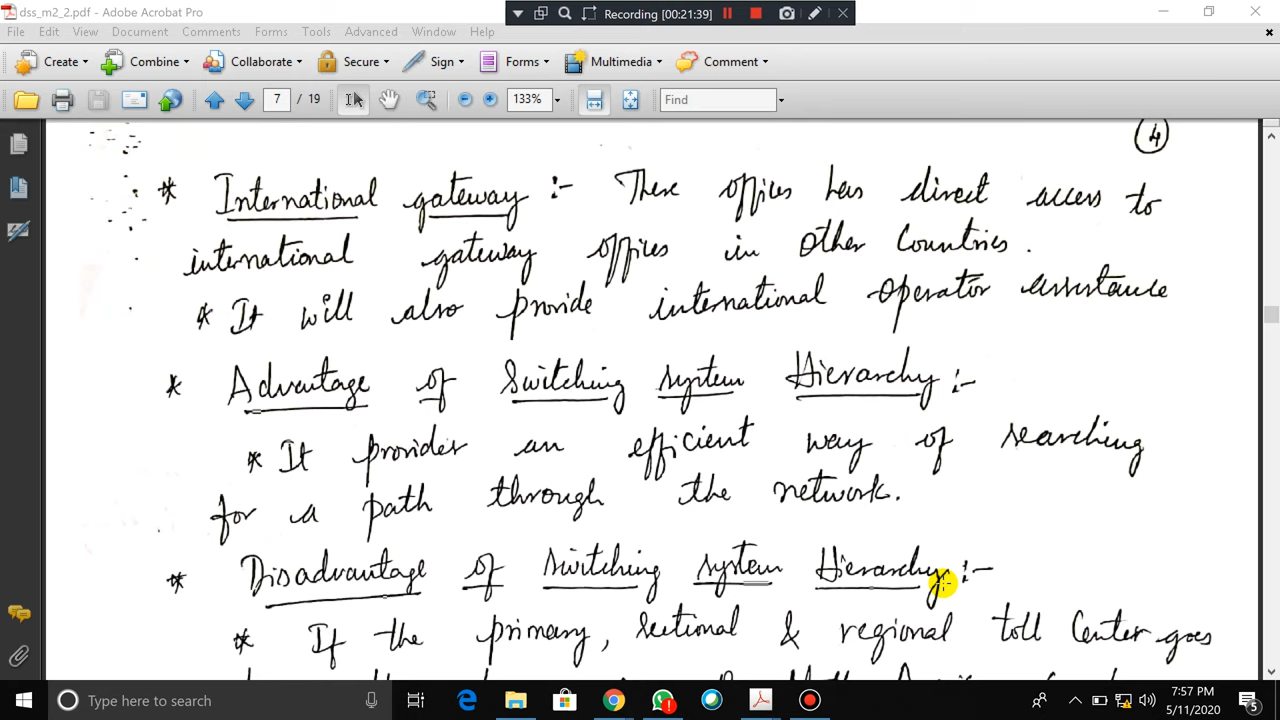 dss_m2_2.pdf - Adobe Acrobat Pro
Recording [00:21:39]
File Edit View Document Comments Forms Tools Advanced Window Help
Create Combine Collaborate Secure Sign Forms Multimedia Comment
7 / 19 133% Find
4
* International gateway :- These offices has direct access to
international gateway offices in other Countries.
* It will also provide international operator assistance
* Advantage of Switching system Hierarchy :-
* It provides an efficient way of searching
for a path through the network.
* Disadvantage of switching system Hierarchy :-
* If the primary, sectional & regional toll Center goes
Type here to search
7:57 PM
5/11/2020
5